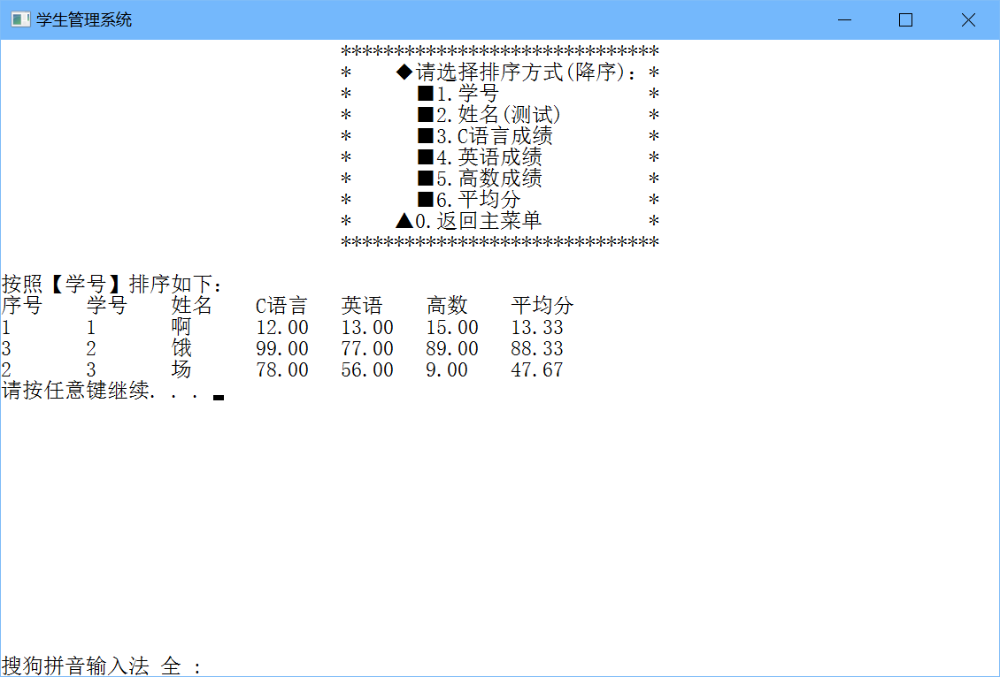 学生管理系统
******************************
*    ◆请选择排序方式(降序): *
*      ■1.学号              *
*      ■2.姓名(测试)        *
*      ■3.C语言成绩         *
*      ■4.英语成绩          *
*      ■5.高数成绩          *
*      ■6.平均分            *
*    ▲0.返回主菜单          *
******************************
按照【学号】排序如下:
序号 学号 姓名 C语言 英语 高数 平均分
1 1 啊 12.00 13.00 15.00 13.33
3 2 饿 99.00 77.00 89.00 88.33
2 3 场 78.00 56.00 9.00 47.67
请按任意键继续. . .
搜狗拼音输入法 全 :